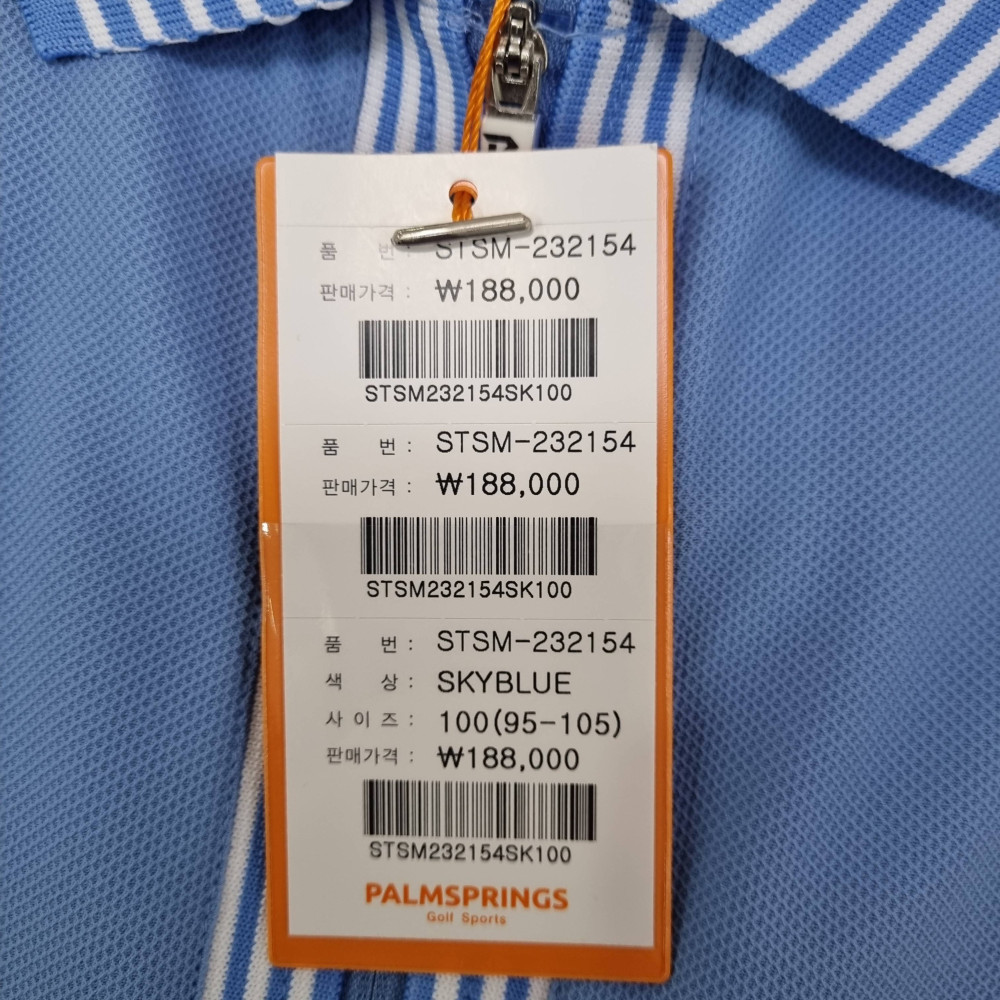 품 번 : STSM-232154
판매가격 : ₩188,000
STSM232154SK100
품 번 : STSM-232154
판매가격 : ₩188,000
STSM232154SK100
품 번 : STSM-232154
색 상 : SKYBLUE
사 이 즈 : 100(95-105)
판매가격 : ₩188,000
STSM232154SK100
PALMSPRINGS
Golf Sports